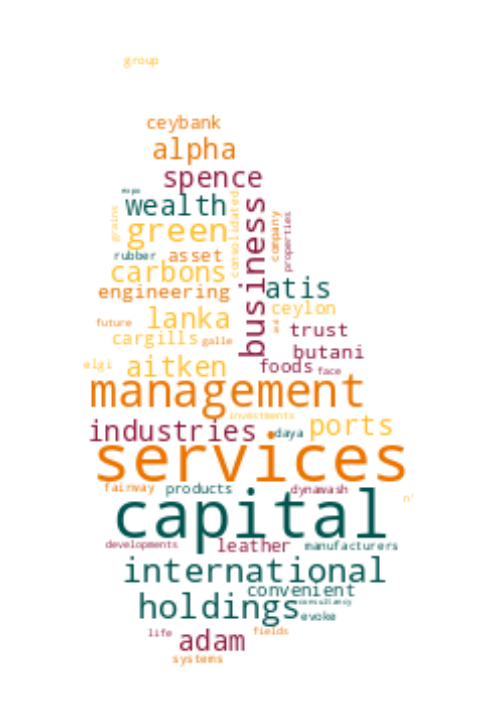 group
ceybank
alpha
spence
expo
wealth
grains
consolidated
business
company
properties
green
rubber
asset
carbons
engineering
atis
ceylon
lanka
future
trust
cargills
galle
butani
elgi
aitken
foods
face
management
investments
industries
daya
ports
services
fairway
products
dynawash
capital
n'
developments
leather
manufacturers
international
convenient
holdings
consultancy
evoke
life
adam
fields
systems